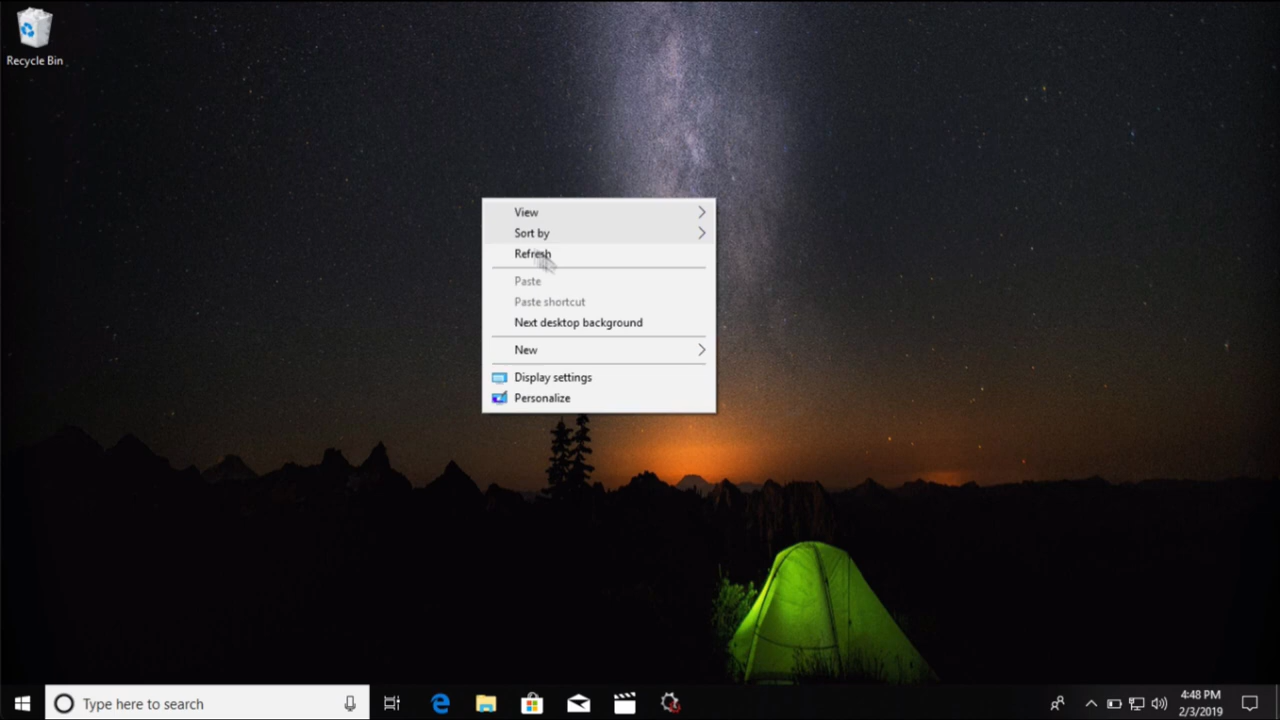 Recycle Bin
View
Sort by
Refresh
Paste
Paste shortcut
Next desktop background
New
Display settings
Personalize
Type here to search
4:48 PM
2/3/2019